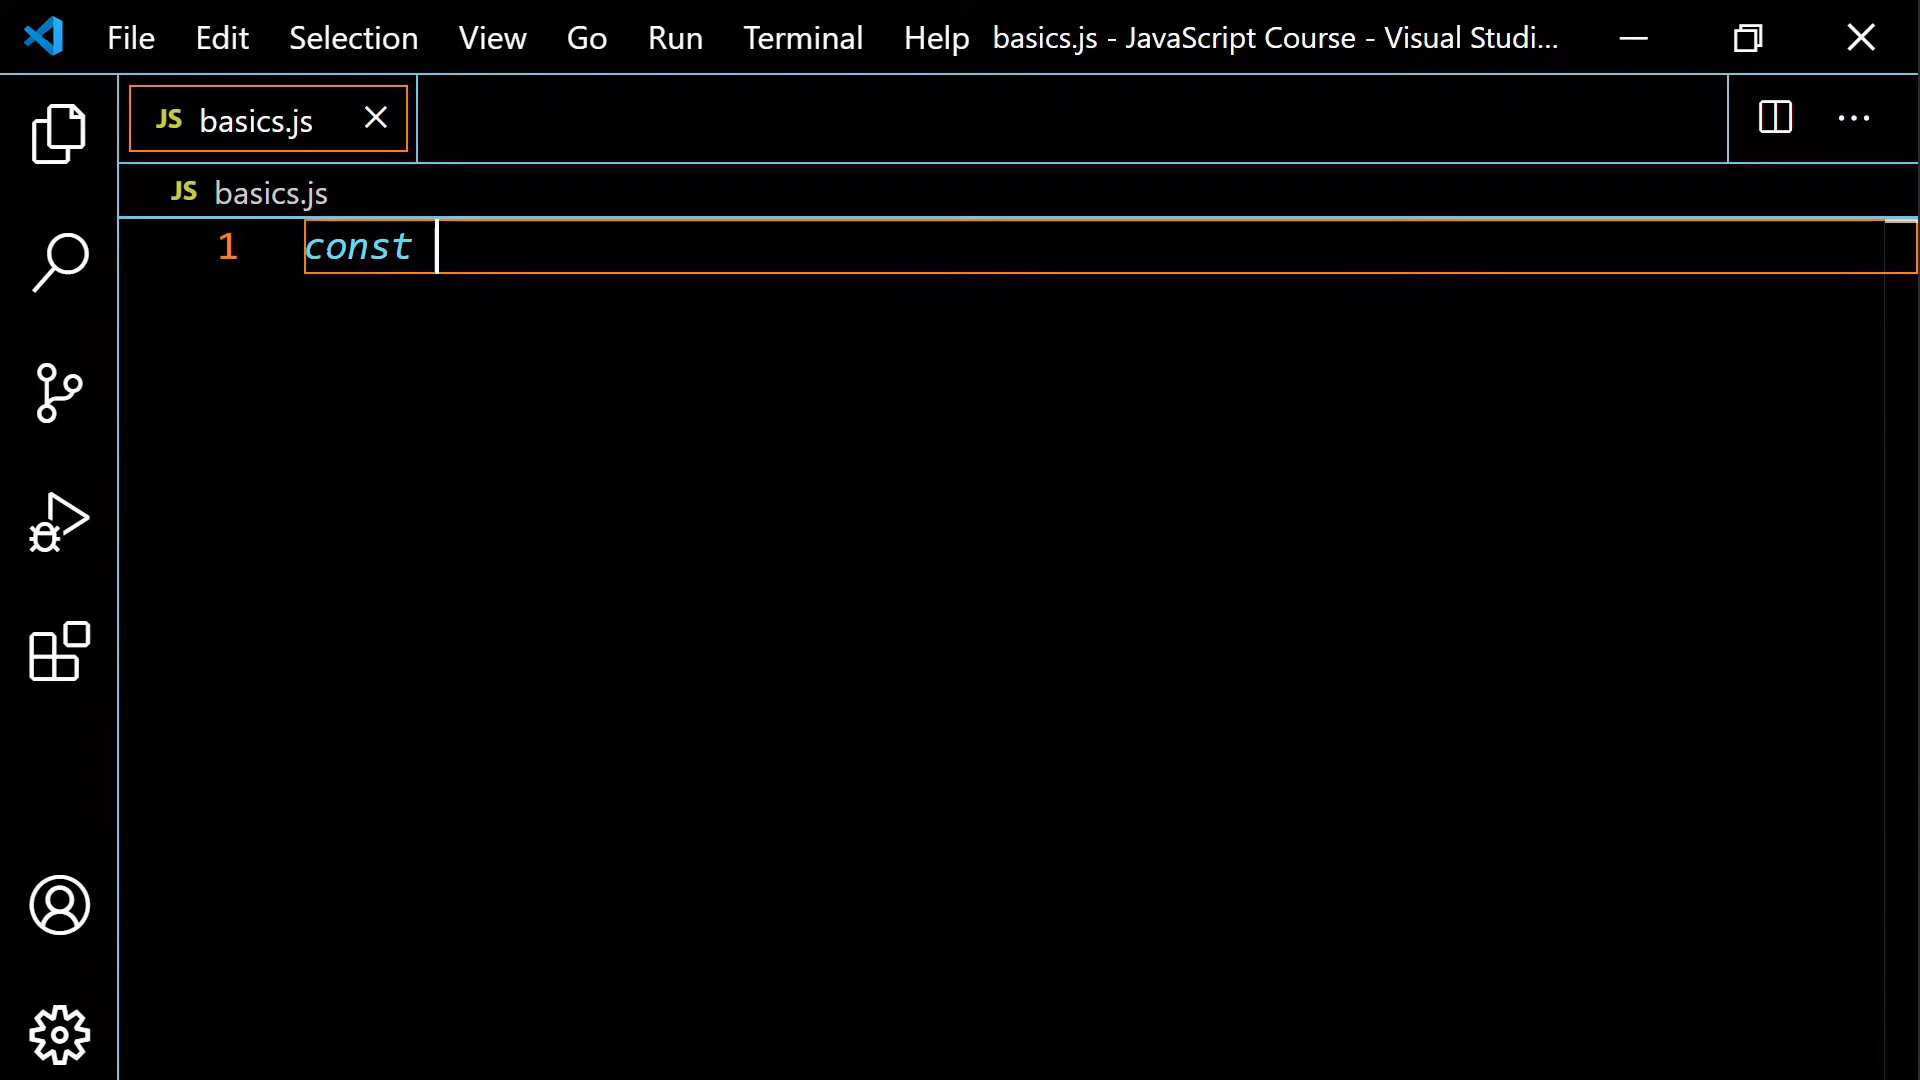 File Edit Selection View Go Run Terminal Help basics.js - JavaScript Course - Visual Studi...
JS basics.js
JS basics.js
1 const